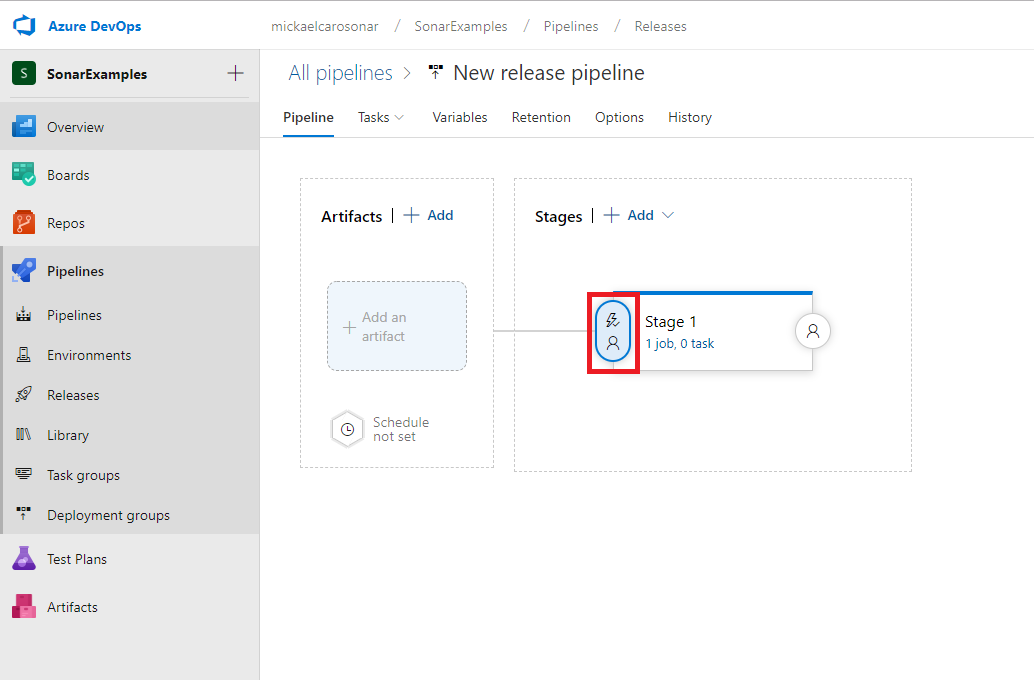 Azure DevOps
mickaelcarosonar / SonarExamples / Pipelines / Releases
S SonarExamples
Overview
Boards
Repos
Pipelines
Pipelines
Environments
Releases
Library
Task groups
Deployment groups
Test Plans
Artifacts
All pipelines > New release pipeline
Pipeline Tasks Variables Retention Options History
Artifacts | + Add
Add an
artifact
Schedule
not set
Stages | + Add
Stage 1
1 job, 0 task